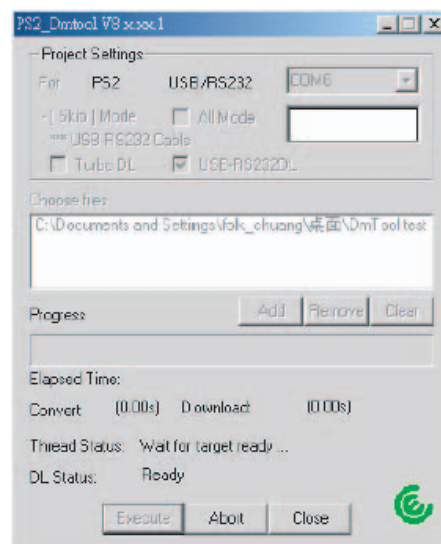 PS2_Dmtool V8.x.xx.1
Project Settings
For PS2 USB/RS232 COM6
-[ Skip ] Mode All Mode
*** USB-RS232 Cable
Turbo DL USB-RS232DL
Choose files
C:\Documents and Settings\folk_chuang\桌面\DmTool test
Add Remove Clear
Progress
Elapsed Time:
Convert (0.00s) Download: (0.00s)
Thread Status: Wait for target ready ...
DL Status: Ready
Execute Abort Close